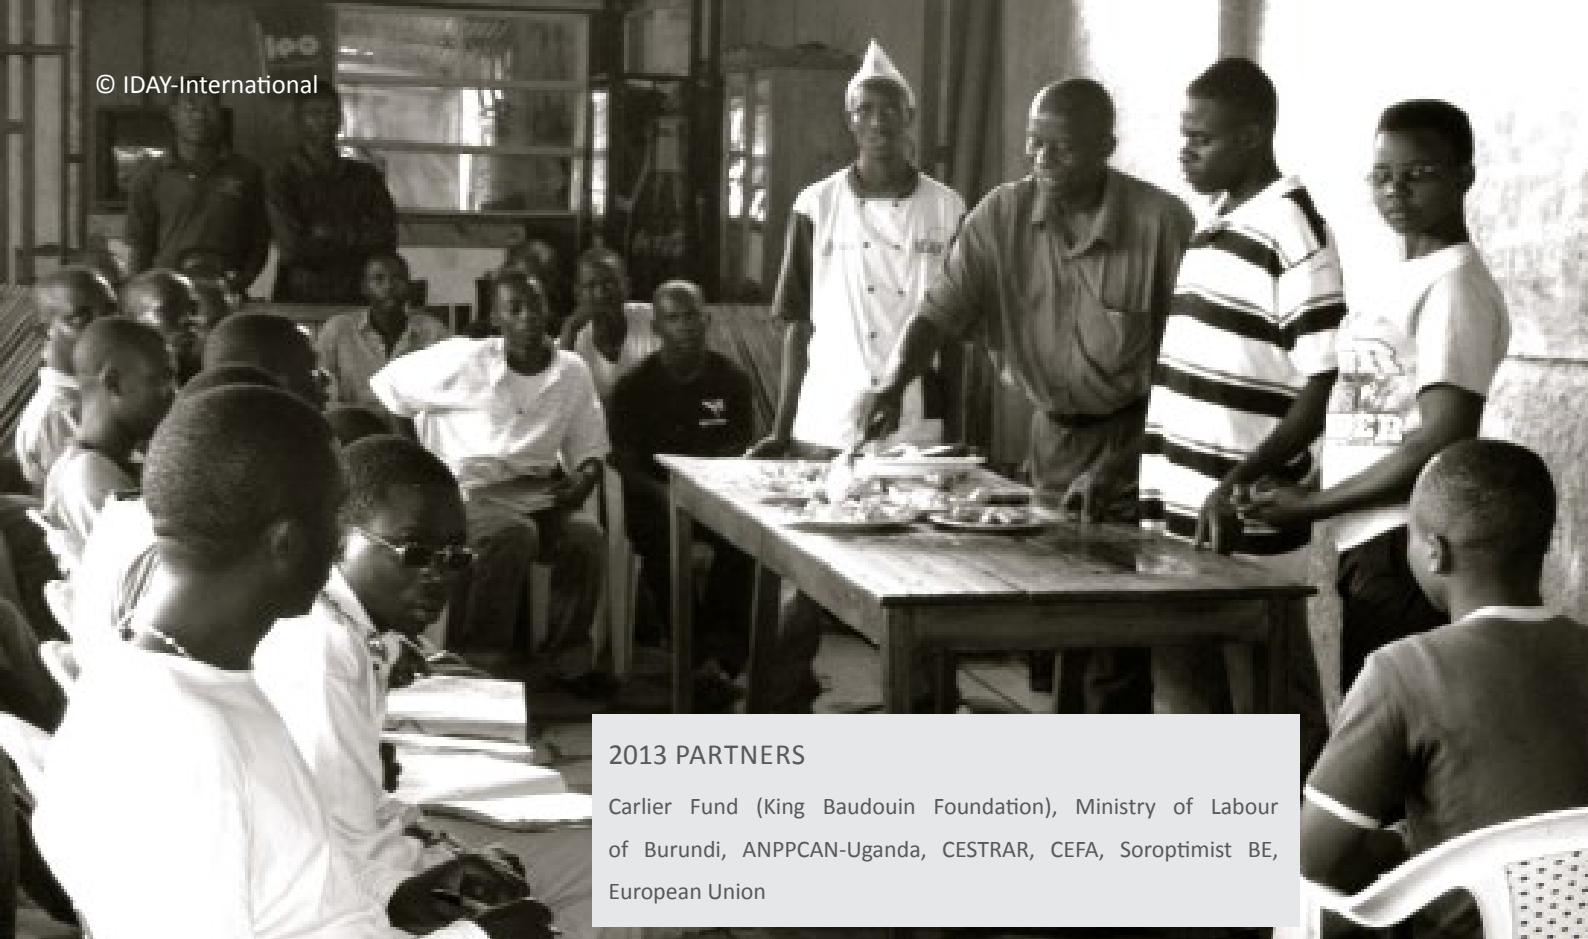 © IDAY-International
2013 PARTNERS
Carlier Fund (King Baudouin Foundation), Ministry of Labour
of Burundi, ANPPCAN-Uganda, CESTRAR, CEFA, Soroptimist BE,
European Union